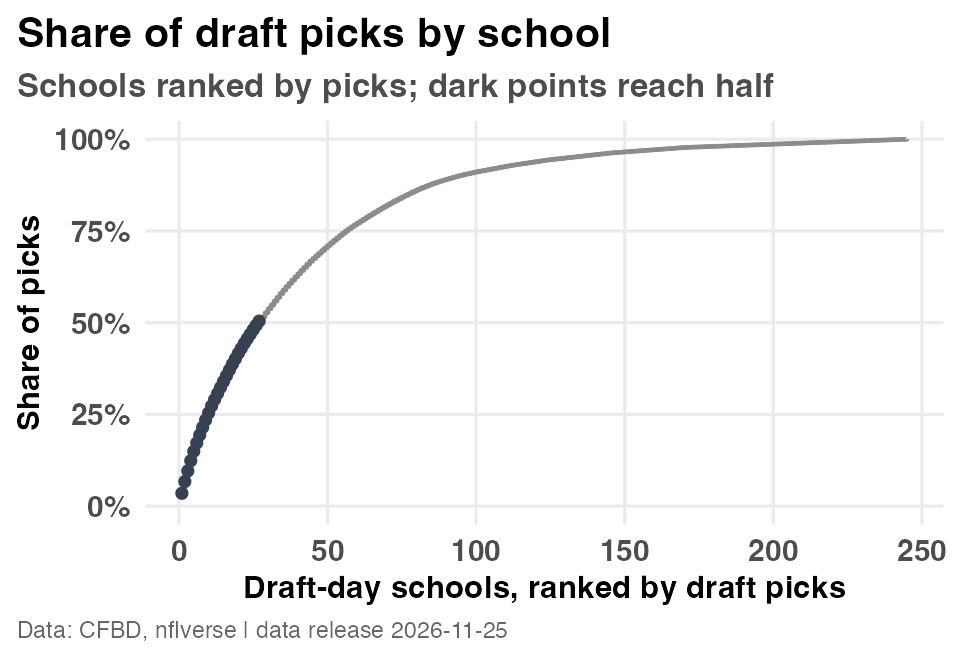 Share of draft picks by school
Schools ranked by picks; dark points reach half
100%
75%
50%
25%
0%
Share of picks
0 50 100 150 200 250
Draft-day schools, ranked by draft picks
Data: CFBD, nflverse | data release 2026-11-25